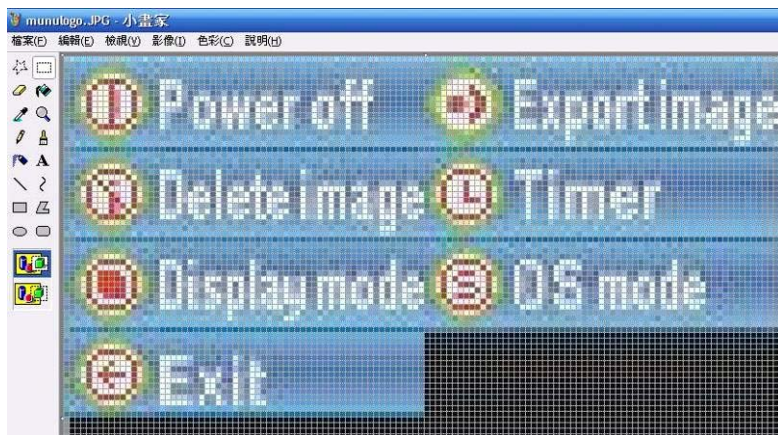 munulogo.JPG - 小畫家
檔案(F) 編輯(E) 檢視(V) 影像(I) 色彩(C) 說明(H)
A
Power off Export image
Delete image Timer
Display mode OS mode
Exit